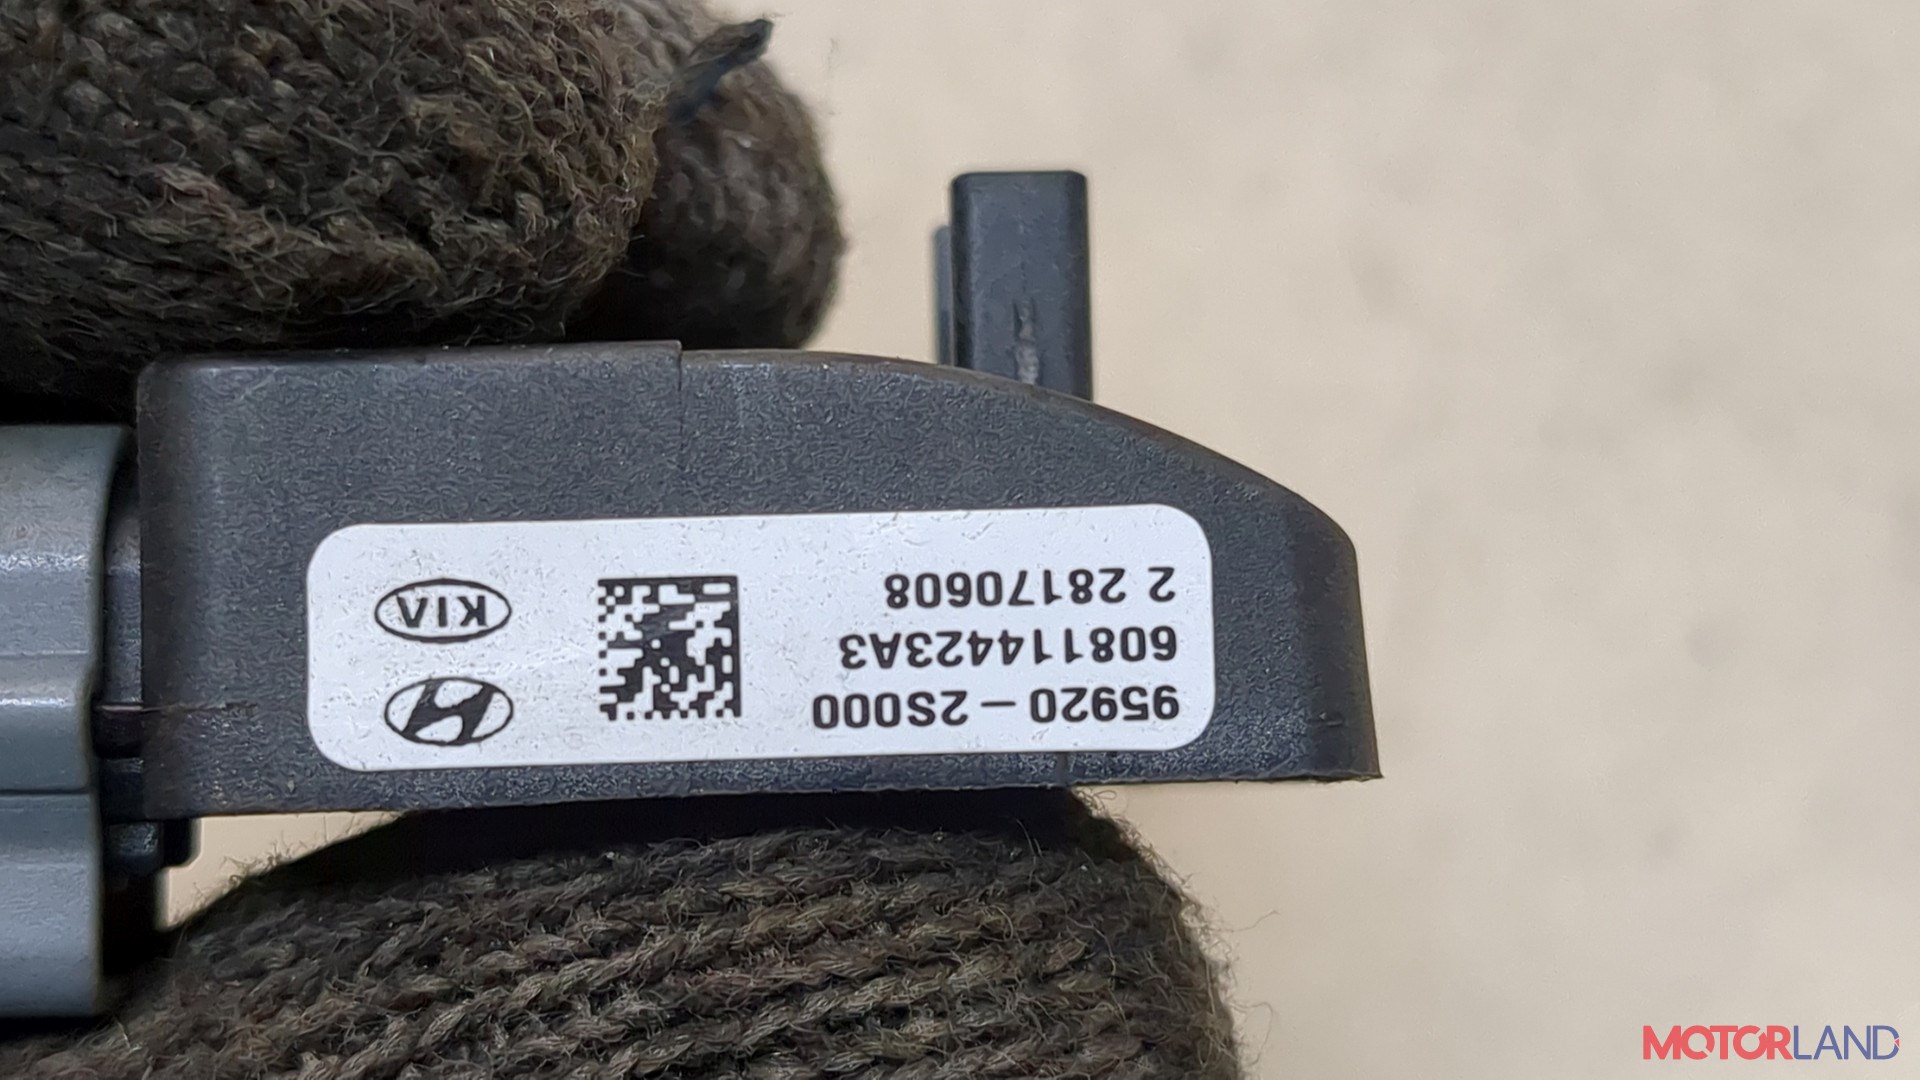 95920-2S000
608114423A3
2 28170608
KIA
MOTORLAND